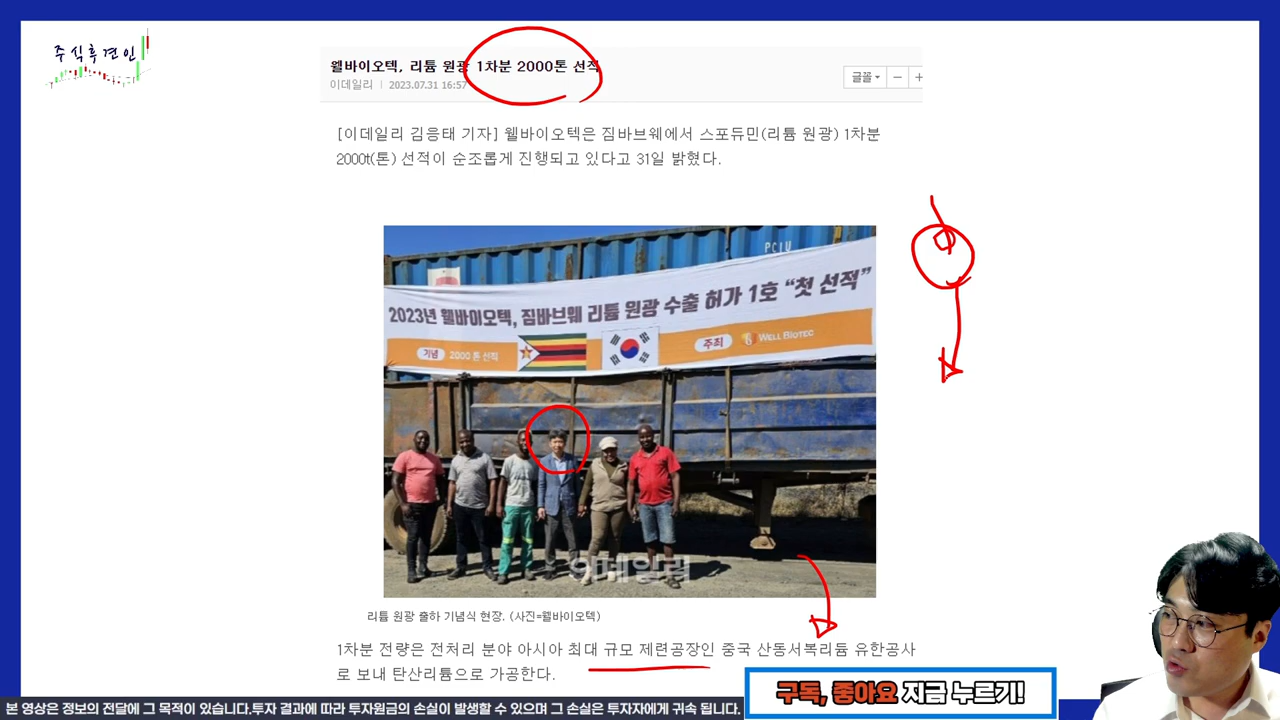 주식후견인
웰바이오텍, 리튬 원광 1차분 2000톤 선적
이데일리 | 2023.07.31 16:57
글꼴
[이데일리 김응태 기자] 웰바이오텍은 짐바브웨에서 스포듀민(리튬 원광) 1차분
2000t(톤) 선적이 순조롭게 진행되고 있다고 31일 밝혔다.
PCIU
2023년 웰바이오텍, 짐바브웨 리튬 원광 수출 허가 1호 “첫 선적”
기념 2000톤 선적
주최 WELL BIOTEC
이데일리
리튬 원광 출하 기념식 현장. (사진=웰바이오텍)
1차분 전량은 전처리 분야 아시아 최대 규모 제련공장인 중국 산동서복리튬 유한공사
로 보내 탄산리튬으로 가공한다.
구독, 좋아요 지금 누르기!
본 영상은 정보의 전달에 그 목적이 있습니다.투자 결과에 따라 투자원금의 손실이 발생할 수 있으며 그 손실은 투자자에게 귀속 됩니다.